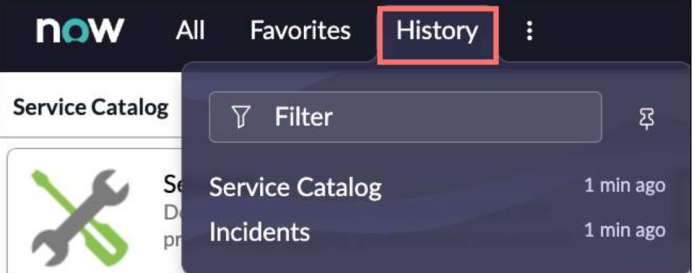 now All Favorites History
Service Catalog
Filter
Service Catalog 1 min ago
Incidents 1 min ago